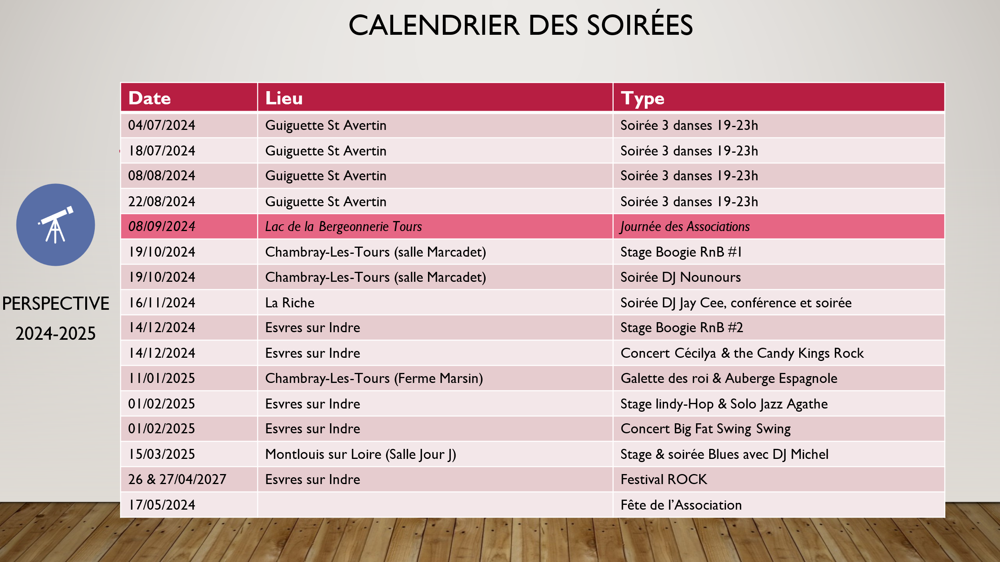 CALENDRIER DES SOIRÉES
PERSPECTIVE
2024-2025
Date Lieu Type
04/07/2024 Guiguette St Avertin Soirée 3 danses 19-23h
18/07/2024 Guiguette St Avertin Soirée 3 danses 19-23h
08/08/2024 Guiguette St Avertin Soirée 3 danses 19-23h
22/08/2024 Guiguette St Avertin Soirée 3 danses 19-23h
08/09/2024 Lac de la Bergeonnerie Tours Journée des Associations
19/10/2024 Chambray-Les-Tours (salle Marcadet) Stage Boogie RnB #1
19/10/2024 Chambray-Les-Tours (salle Marcadet) Soirée DJ Nounours
16/11/2024 La Riche Soirée DJ Jay Cee, conférence et soirée
14/12/2024 Esvres sur Indre Stage Boogie RnB #2
14/12/2024 Esvres sur Indre Concert Cécilya & the Candy Kings Rock
11/01/2025 Chambray-Les-Tours (Ferme Marsin) Galette des roi & Auberge Espagnole
01/02/2025 Esvres sur Indre Stage lindy-Hop & Solo Jazz Agathe
01/02/2025 Esvres sur Indre Concert Big Fat Swing Swing
15/03/2025 Montlouis sur Loire (Salle Jour J) Stage & soirée Blues avec DJ Michel
26 & 27/04/2027 Esvres sur Indre Festival ROCK
17/05/2024 Fête de l’Association